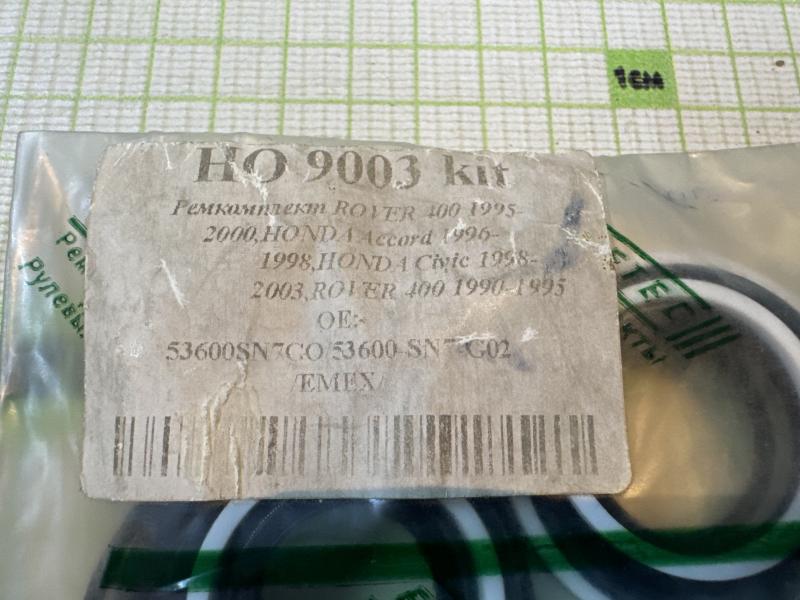 1см
HO 9003 kit
Ремкомплект ROVER 400 1995-
2000,HONDA Accord 1996-
1998,HONDA Civic 1998-
2003,ROVER 400 1990-1995
OE:-
53600SN7CO/53600-SN7-G02
/EMEX/